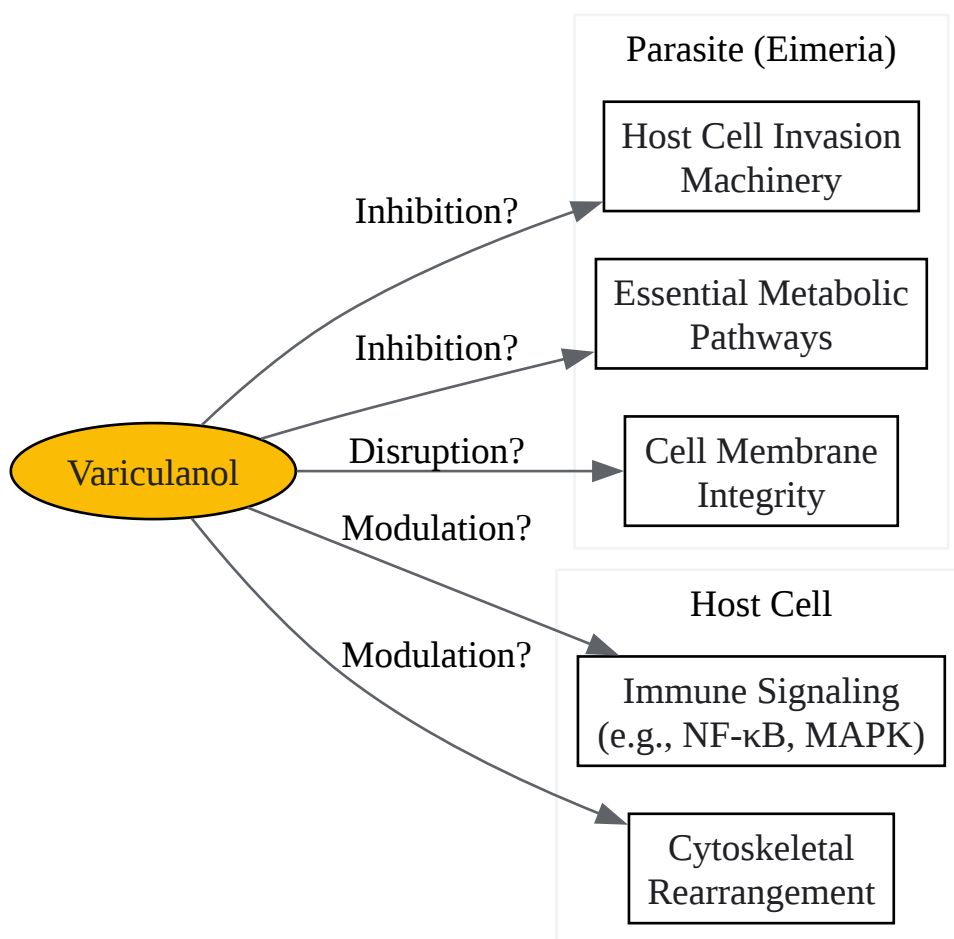 Parasite (Eimeria)
Host Cell Invasion
Machinery
Inhibition?
Essential Metabolic
Pathways
Inhibition?
Cell Membrane
Integrity
Disruption?
Variculanol
Modulation?
Host Cell
Immune Signaling
(e.g., NF-κB, MAPK)
Modulation?
Cytoskeletal
Rearrangement